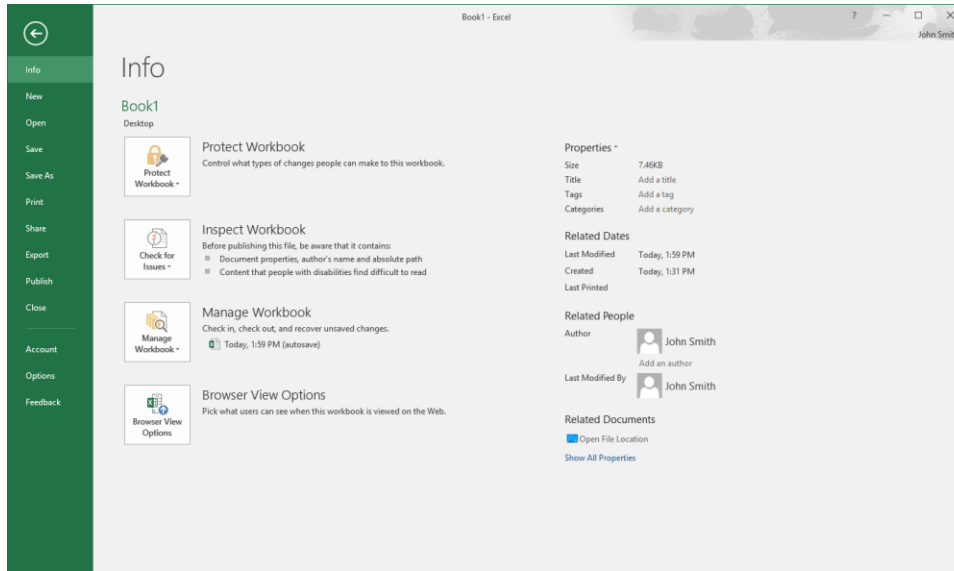 Book1 - Excel
?
John Smit
Info
New
Open
Save
Save As
Print
Share
Export
Publish
Close
Account
Options
Feedback
Info
Book1
Desktop
Protect
Workbook
Protect Workbook
Control what types of changes people can make to this workbook.
Check for
Issues
Inspect Workbook
Before publishing this file, be aware that it contains:
Document properties, author's name and absolute path
Content that people with disabilities find difficult to read
Manage
Workbook
Manage Workbook
Check in, check out, and recover unsaved changes.
Today, 1:59 PM (autosave)
Browser View
Options
Browser View Options
Pick what users can see when this workbook is viewed on the Web.
Properties
Size 7.46KB
Title Add a title
Tags Add a tag
Categories Add a category
Related Dates
Last Modified Today, 1:59 PM
Created Today, 1:31 PM
Last Printed
Related People
Author John Smith
Add an author
Last Modified By John Smith
Related Documents
Open File Location
Show All Properties